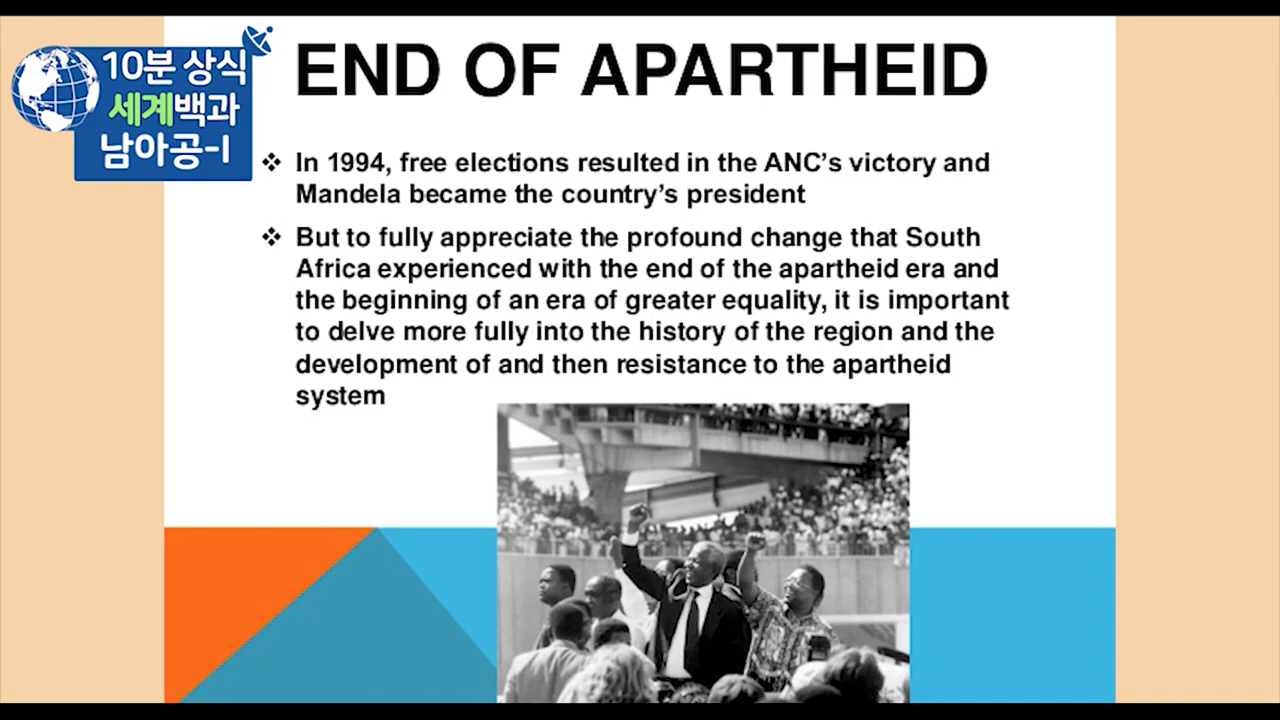 10분 상식
세계백과
남아공-I
END OF APARTHEID
❖ In 1994, free elections resulted in the ANC’s victory and
Mandela became the country’s president
❖ But to fully appreciate the profound change that South
Africa experienced with the end of the apartheid era and
the beginning of an era of greater equality, it is important
to delve more fully into the history of the region and the
development of and then resistance to the apartheid
system